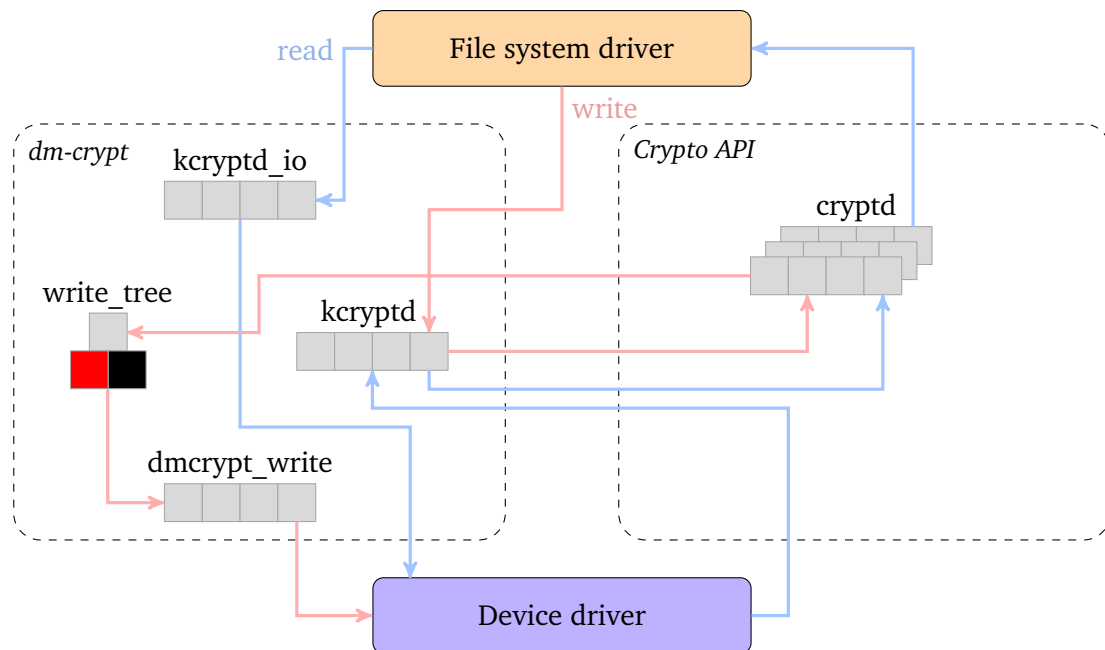 File system driver
read
write
dm-crypt
Crypto API
kcryptd_io
cryptd
write_tree
kcryptd
dmcrypt_write
Device driver